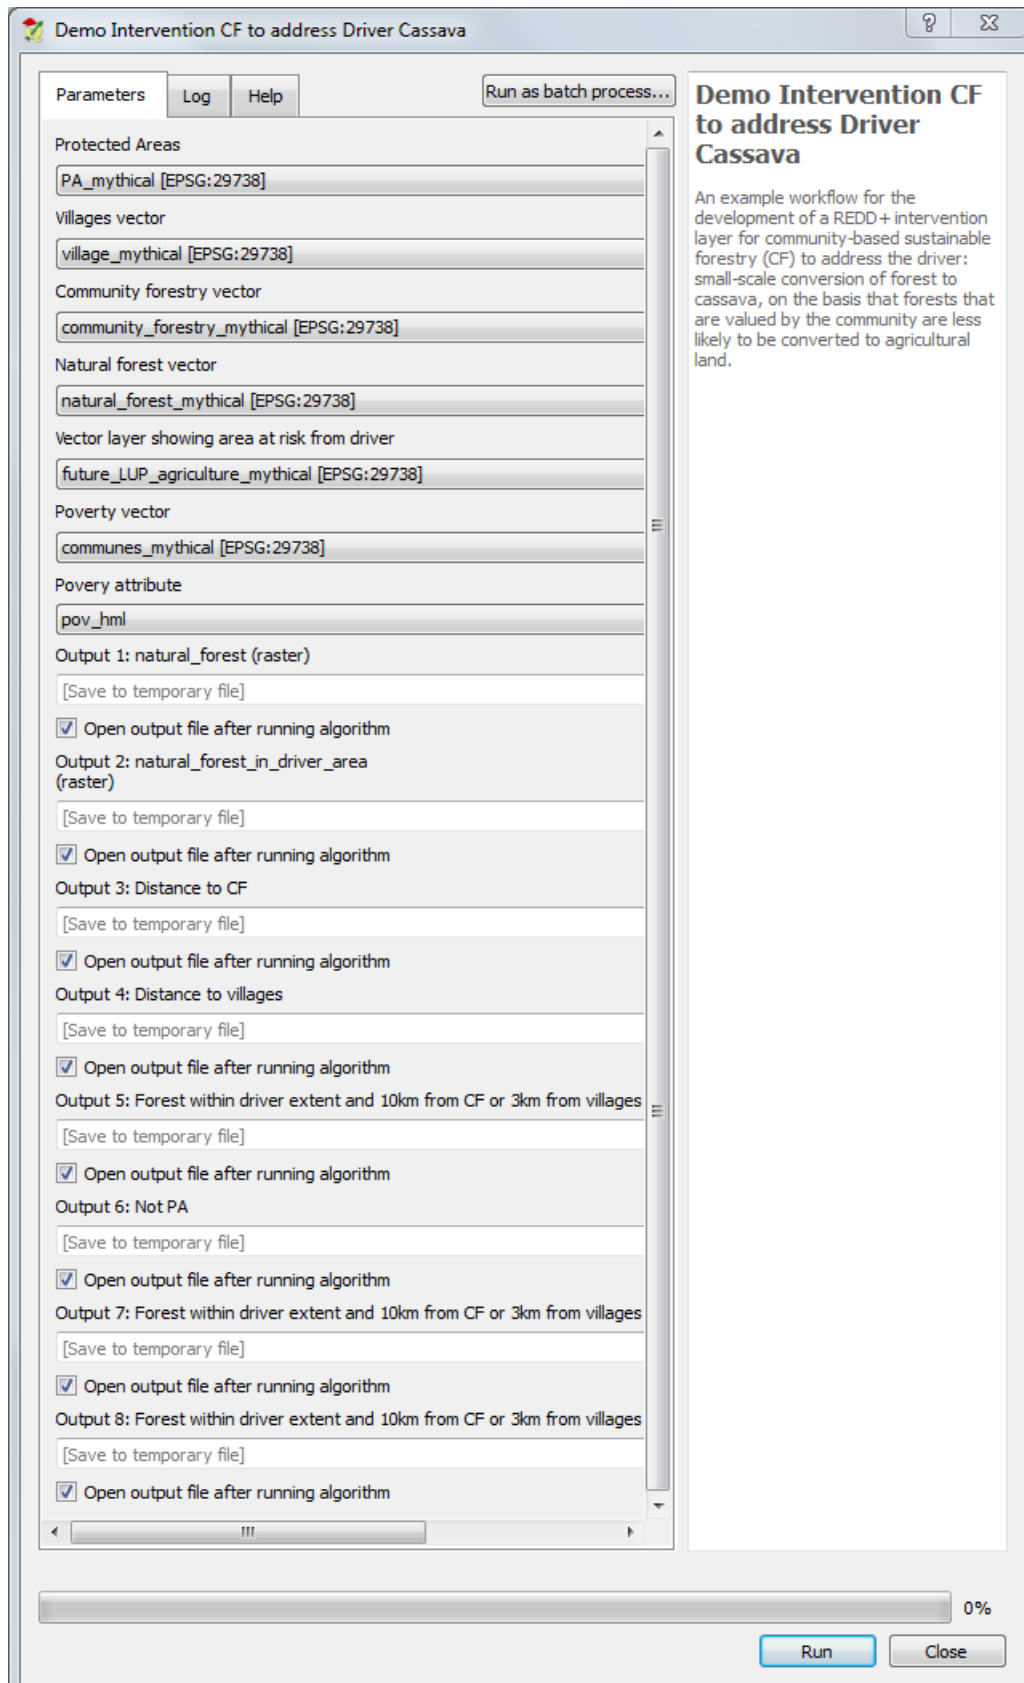 Demo Intervention CF to address Driver Cassava
?
Parameters
Log
Help
Run as batch process...
Protected Areas
PA_mythical [EPSG:29738]
Villages vector
village_mythical [EPSG:29738]
Community forestry vector
community_forestry_mythical [EPSG:29738]
Natural forest vector
natural_forest_mythical [EPSG:29738]
Vector layer showing area at risk from driver
future_LUP_agriculture_mythical [EPSG:29738]
Poverty vector
communes_mythical [EPSG:29738]
Povery attribute
pov_hml
Output 1: natural_forest (raster)
[Save to temporary file]
Open output file after running algorithm
Output 2: natural_forest_in_driver_area
(raster)
[Save to temporary file]
Open output file after running algorithm
Output 3: Distance to CF
[Save to temporary file]
Open output file after running algorithm
Output 4: Distance to villages
[Save to temporary file]
Open output file after running algorithm
Output 5: Forest within driver extent and 10km from CF or 3km from villages
[Save to temporary file]
Open output file after running algorithm
Output 6: Not PA
[Save to temporary file]
Open output file after running algorithm
Output 7: Forest within driver extent and 10km from CF or 3km from villages
[Save to temporary file]
Open output file after running algorithm
Output 8: Forest within driver extent and 10km from CF or 3km from villages
[Save to temporary file]
Open output file after running algorithm
Demo Intervention CF
to address Driver
Cassava
An example workflow for the
development of a REDD+ intervention
layer for community-based sustainable
forestry (CF) to address the driver:
small-scale conversion of forest to
cassava, on the basis that forests that
are valued by the community are less
likely to be converted to agricultural
land.
0%
Run
Close